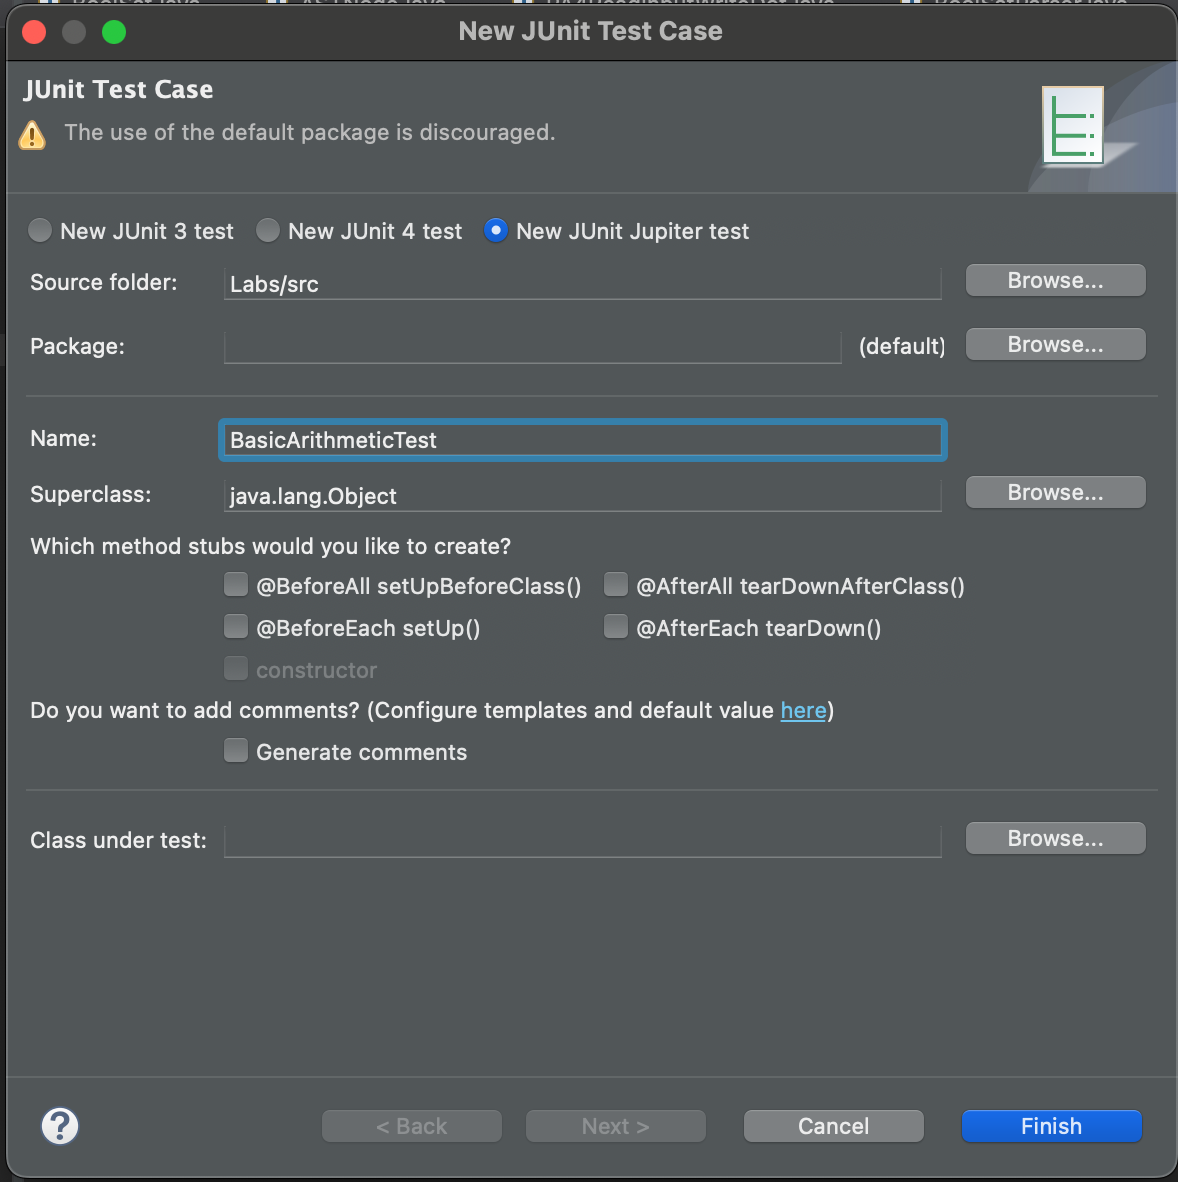 New JUnit Test Case
JUnit Test Case
The use of the default package is discouraged.
New JUnit 3 test New JUnit 4 test New JUnit Jupiter test
Source folder: Labs/src Browse...
Package: (default) Browse...
Name: BasicArithmeticTest
Superclass: java.lang.Object Browse...
Which method stubs would you like to create?
@BeforeAll setUpBeforeClass() @AfterAll tearDownAfterClass()
@BeforeEach setUp() @AfterEach tearDown()
constructor
Do you want to add comments? (Configure templates and default value here)
Generate comments
Class under test: Browse...
? < Back Next > Cancel Finish